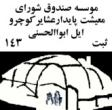 موسسه صندوق شورای
معیشت پایدارعشایر کوچرو
ایل ابوالحسنی
ثبت ۱۴۳